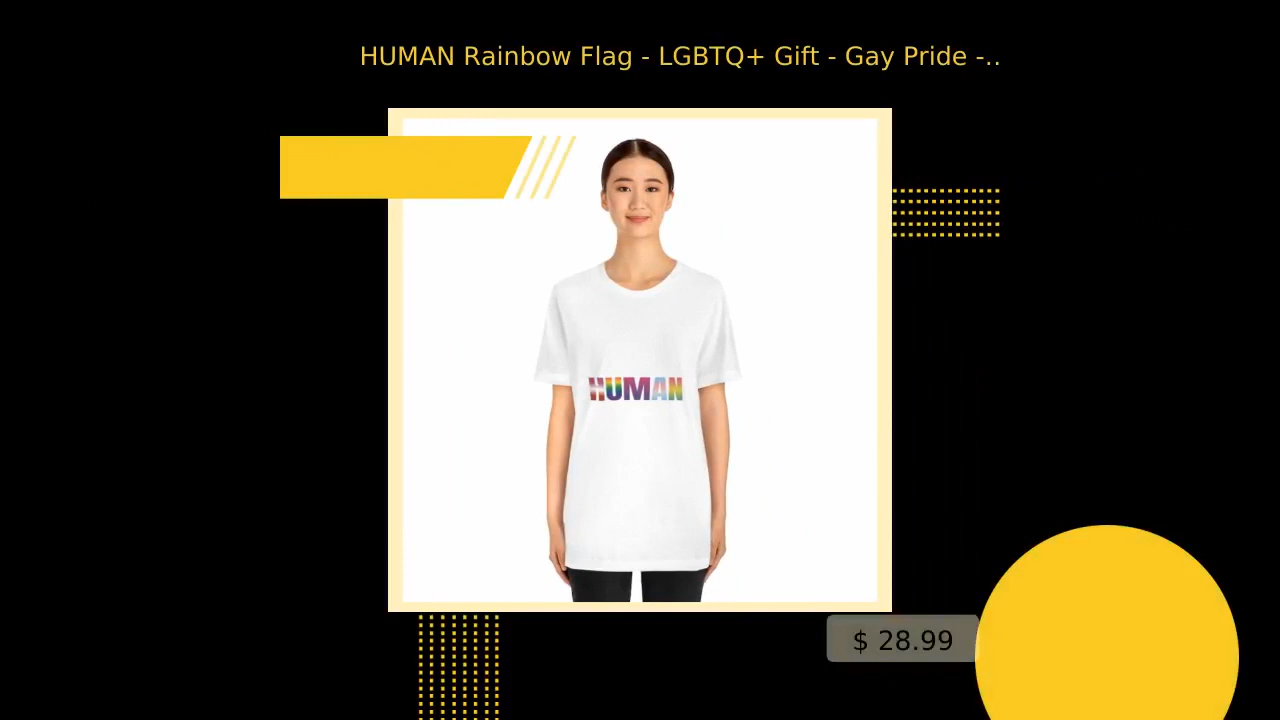 HUMAN Rainbow Flag - LGBTQ+ Gift - Gay Pride -..
HUMAN
$ 28.99